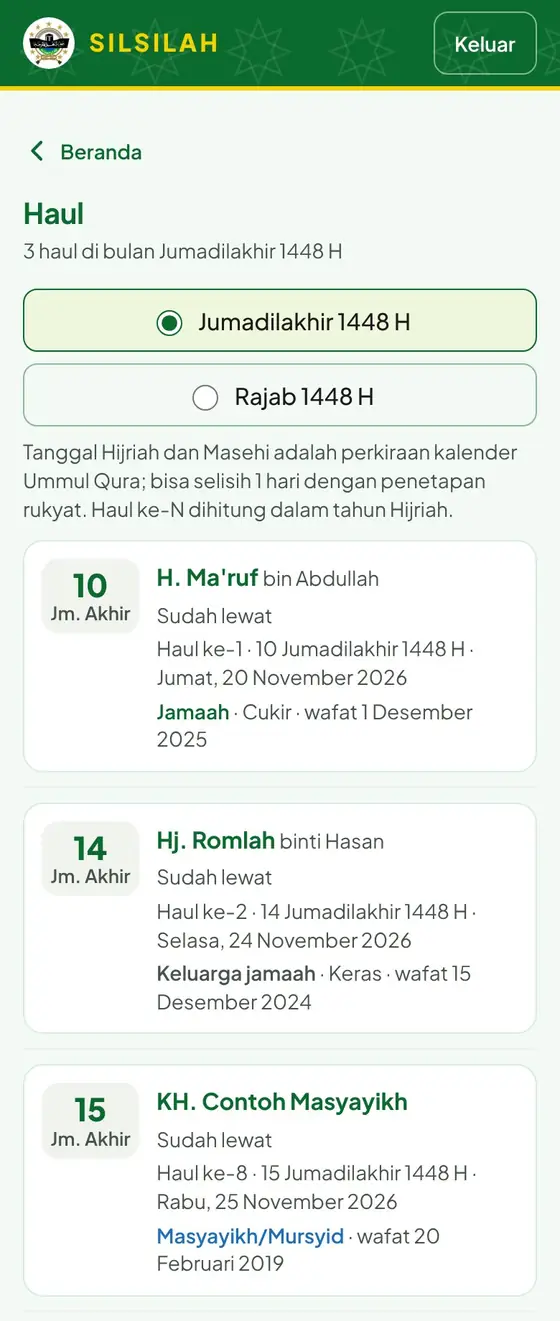 SILSILAH
Keluar
Beranda
Haul
3 haul di bulan Jumadilakhir 1448 H
Jumadilakhir 1448 H
Rajab 1448 H
Tanggal Hijriah dan Masehi adalah perkiraan kalender
Ummul Qura; bisa selisih 1 hari dengan penetapan
rukyat. Haul ke-N dihitung dalam tahun Hijriah.
10
Jm. Akhir
H. Ma'ruf bin Abdullah
Sudah lewat
Haul ke-1 · 10 Jumadilakhir 1448 H ·
Jumat, 20 November 2026
Jamaah · Cukir · wafat 1 Desember
2025
14
Jm. Akhir
Hj. Romlah binti Hasan
Sudah lewat
Haul ke-2 · 14 Jumadilakhir 1448 H ·
Selasa, 24 November 2026
Keluarga jamaah · Keras · wafat 15
Desember 2024
15
Jm. Akhir
KH. Contoh Masyayikh
Sudah lewat
Haul ke-8 · 15 Jumadilakhir 1448 H ·
Rabu, 25 November 2026
Masyayikh/Mursyid · wafat 20
Februari 2019